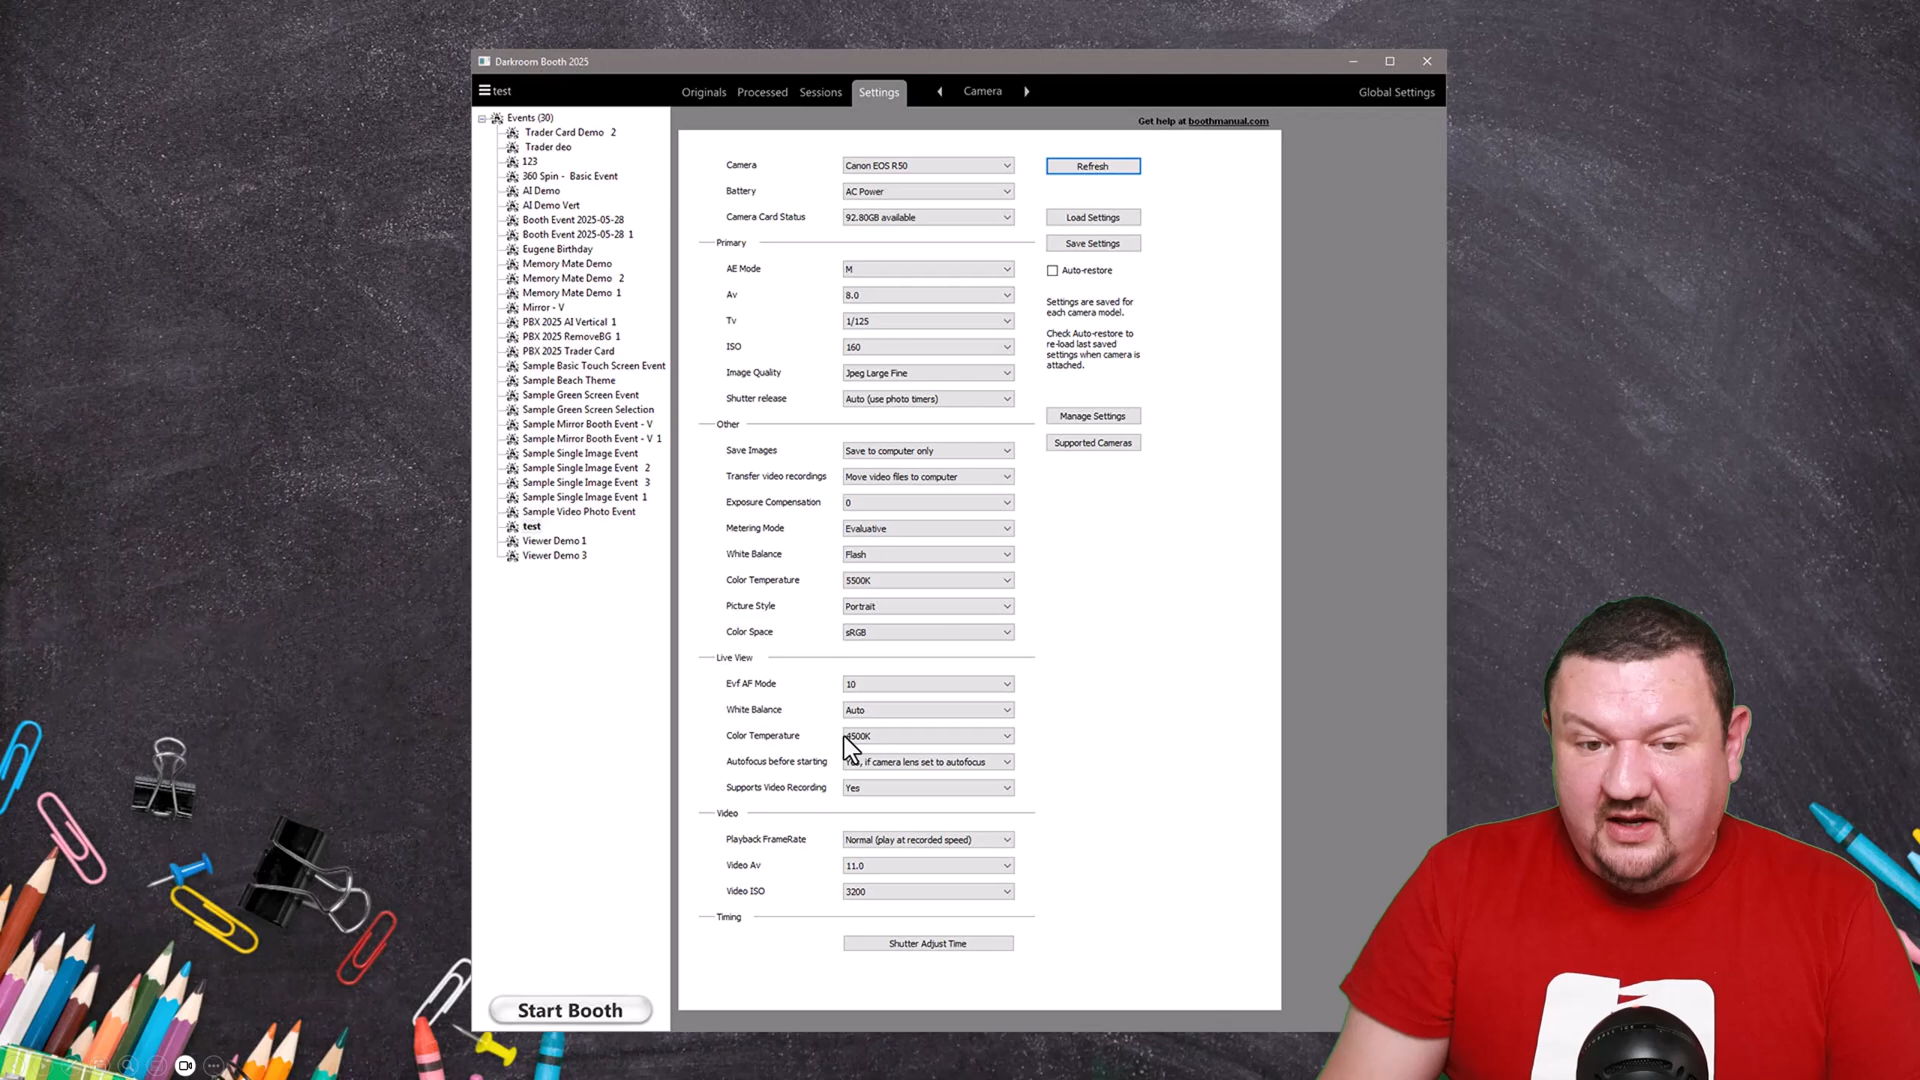 Darkroom Booth 2025
test
Originals
Processed
Sessions
Settings
Camera
Global Settings
Get help at boothmanual.com
Events (30)
Trader Card Demo 2
Trader deo
123
360 Spin - Basic Event
AI Demo
AI Demo Vert
Booth Event 2025-05-28
Booth Event 2025-05-28 1
Eugene Birthday
Memory Mate Demo
Memory Mate Demo 2
Memory Mate Demo 1
Mirror - V
PBX 2025 AI Vertical 1
PBX 2025 RemoveBG 1
PBX 2025 Trader Card
Sample Basic Touch Screen Event
Sample Beach Theme
Sample Green Screen Event
Sample Green Screen Selection
Sample Mirror Booth Event - V
Sample Mirror Booth Event - V 1
Sample Single Image Event
Sample Single Image Event 2
Sample Single Image Event 3
Sample Single Image Event 1
Sample Video Photo Event
test
Viewer Demo 1
Viewer Demo 3
Start Booth
Camera Canon EOS R50
Battery AC Power
Camera Card Status 92.80GB available
Primary
AE Mode M
Av 8.0
Tv 1/125
ISO 160
Image Quality Jpeg Large Fine
Shutter release Auto (use photo timers)
Other
Save Images Save to computer only
Transfer video recordings Move video files to computer
Exposure Compensation 0
Metering Mode Evaluative
White Balance Flash
Color Temperature 5500K
Picture Style Portrait
Color Space sRGB
Live View
Evf AF Mode 10
White Balance Auto
Color Temperature 4500K
Autofocus before starting , if camera lens set to autofocus
Supports Video Recording Yes
Video
Playback FrameRate Normal (play at recorded speed)
Video Av 11.0
Video ISO 3200
Timing
Shutter Adjust Time
Refresh
Load Settings
Save Settings
Auto-restore
Settings are saved for
each camera model.
Check Auto-restore to
re-load last saved
settings when camera is
attached.
Manage Settings
Supported Cameras